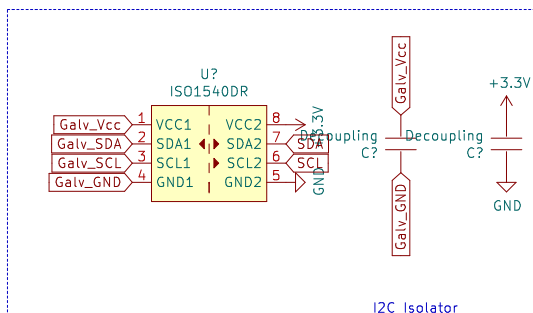 U?
ISO1540DR
Galv_Vcc 1 VCC1 VCC2 8 +3.3V
Galv_SDA 2 SDA1 SDA2 7 SDA
Galv_SCL 3 SCL1 SCL2 6 SCL
Galv_GND 4 GND1 GND2 5 GND
Galv_Vcc
Decoupling
C?
Galv_GND
+3.3V
Decoupling
C?
GND
I2C Isolator